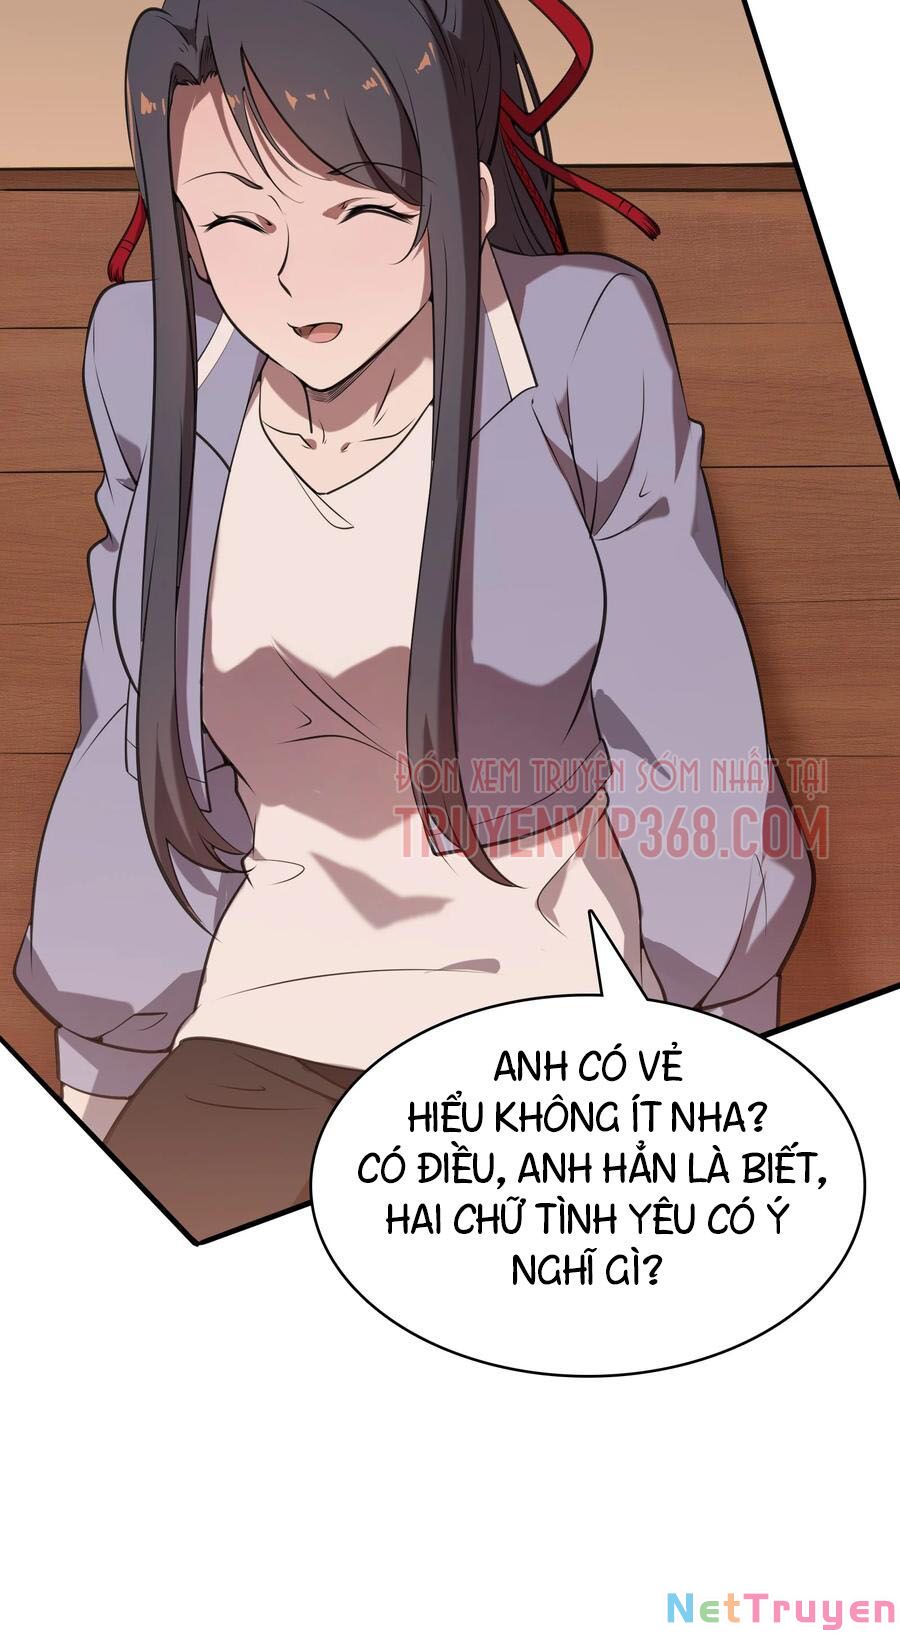 ĐÓN XEM TRUYỆN SỚM NHẤT TẠI
TRUYENVIP368.COM
ANH CÓ VẺ
HIỂU KHÔNG ÍT NHA?
CÓ ĐIỀU, ANH HẲN LÀ BIẾT,
HAI CHỮ TÌNH YÊU CÓ Ý
NGHĨ GÌ?
NetTruyen